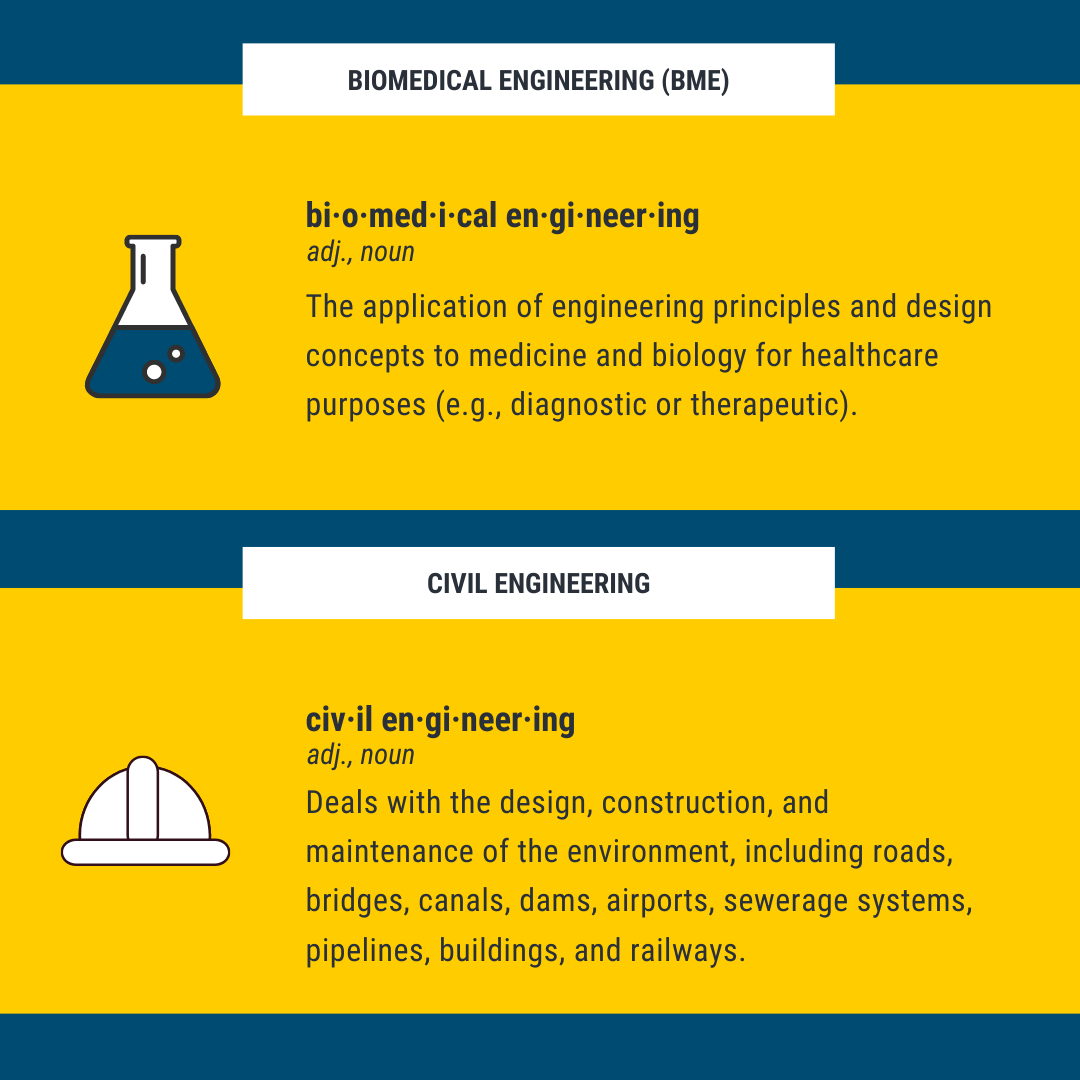 BIOMEDICAL ENGINEERING (BME)
bi·o·med·i·cal en·gi·neer·ing
adj., noun
The application of engineering principles and design
concepts to medicine and biology for healthcare
purposes (e.g., diagnostic or therapeutic).
CIVIL ENGINEERING
civ·il en·gi·neer·ing
adj., noun
Deals with the design, construction, and
maintenance of the environment, including roads,
bridges, canals, dams, airports, sewerage systems,
pipelines, buildings, and railways.